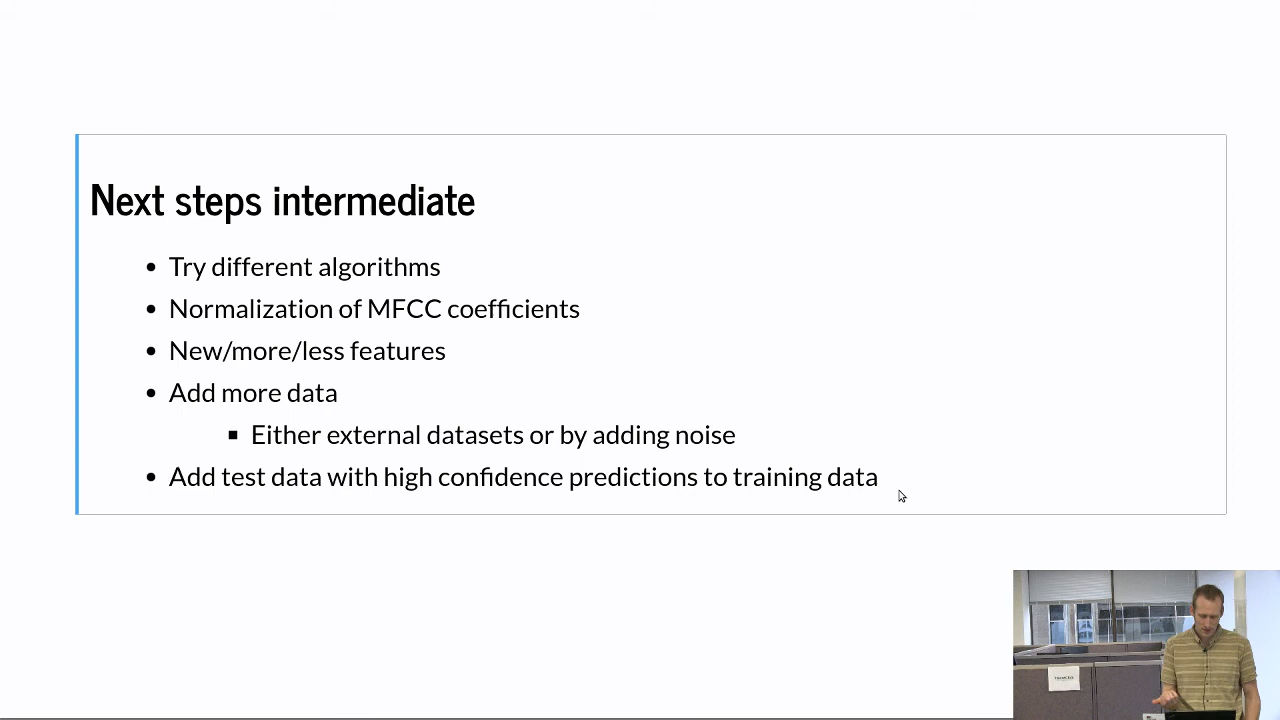 Next steps intermediate
Try different algorithms
Normalization of MFCC coefficients
New/more/less features
Add more data
Either external datasets or by adding noise
Add test data with high confidence predictions to training data